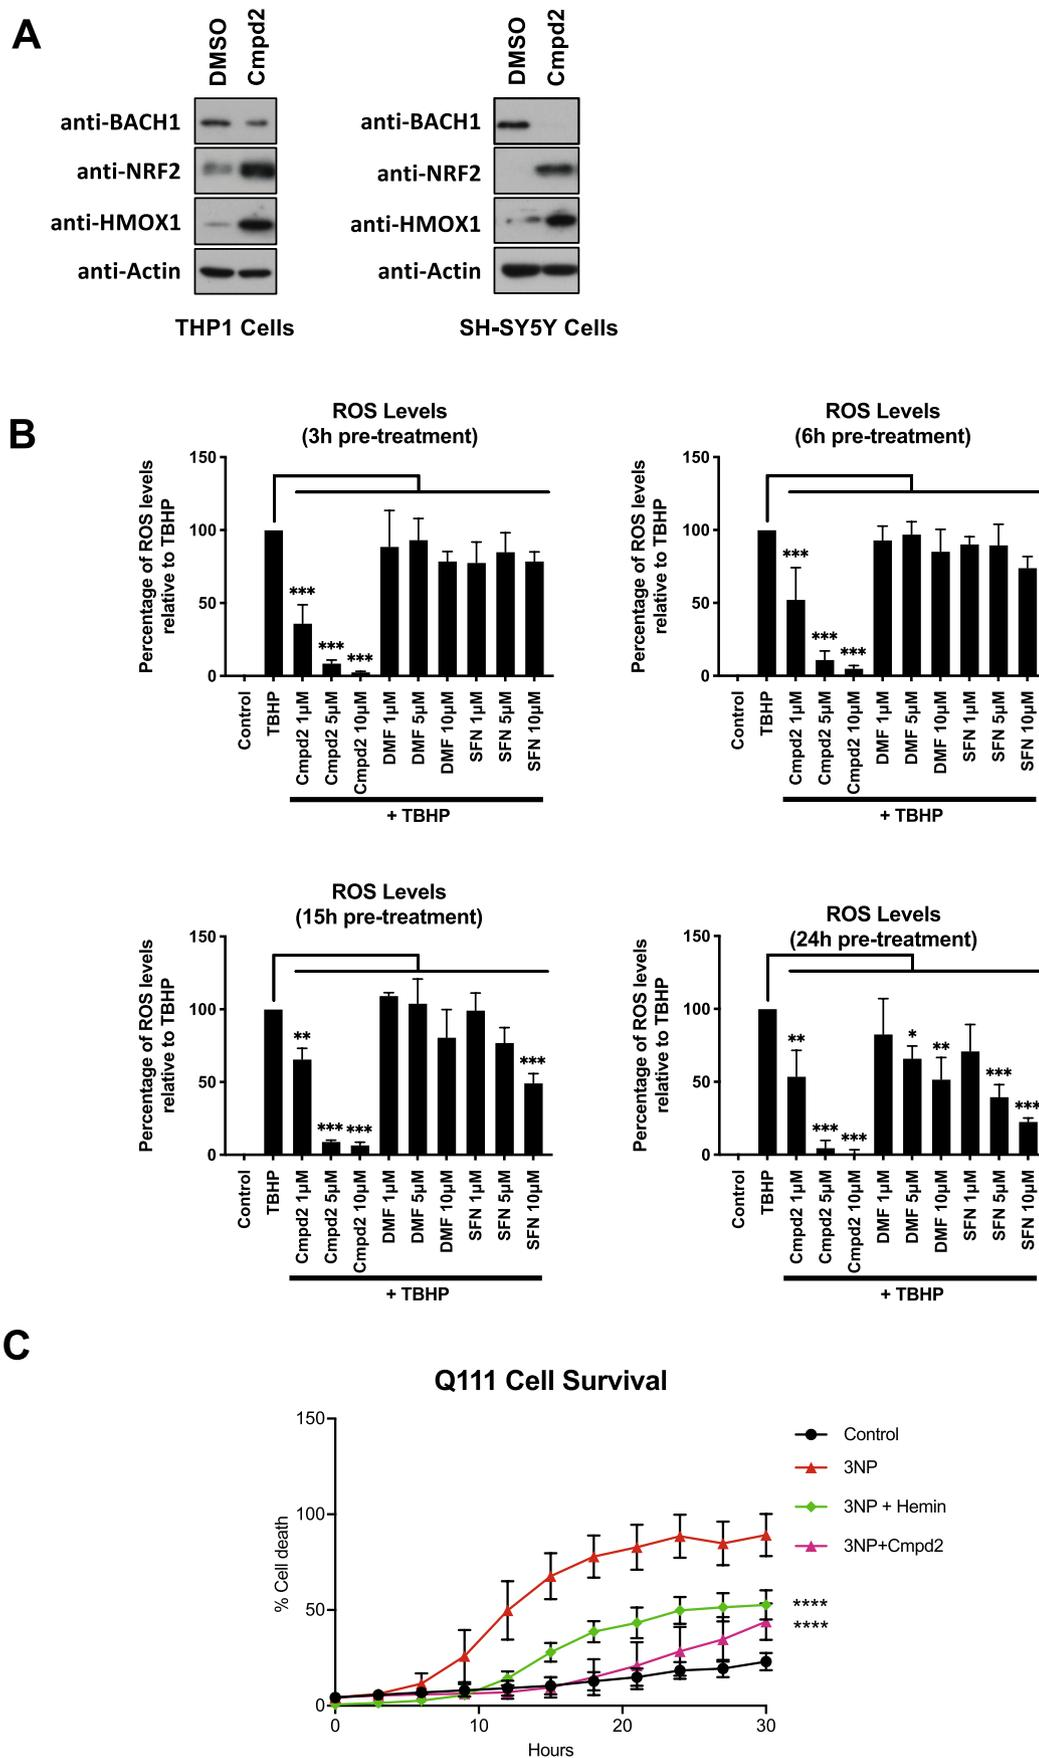 A
DMSO
Cmpd2
anti-BACH1
anti-NRF2
anti-HMOX1
anti-Actin
THP1 Cells
DMSO
Cmpd2
anti-BACH1
anti-NRF2
anti-HMOX1
anti-Actin
SH-SY5Y Cells
B
ROS Levels
(3h pre-treatment)
Percentage of ROS levels
relative to TBHP
150
100
50
0
***
***
***
Control
TBHP
Cmpd2 1μM
Cmpd2 5μM
Cmpd2 10μM
DMF 1μM
DMF 5μM
DMF 10μM
SFN 1μM
SFN 5μM
SFN 10μM
+ TBHP
ROS Levels
(6h pre-treatment)
Percentage of ROS levels
relative to TBHP
150
100
50
0
***
***
***
Control
TBHP
Cmpd2 1μM
Cmpd2 5μM
Cmpd2 10μM
DMF 1μM
DMF 5μM
DMF 10μM
SFN 1μM
SFN 5μM
SFN 10μM
+ TBHP
ROS Levels
(15h pre-treatment)
Percentage of ROS levels
relative to TBHP
150
100
50
0
**
***
***
***
Control
TBHP
Cmpd2 1μM
Cmpd2 5μM
Cmpd2 10μM
DMF 1μM
DMF 5μM
DMF 10μM
SFN 1μM
SFN 5μM
SFN 10μM
+ TBHP
ROS Levels
(24h pre-treatment)
Percentage of ROS levels
relative to TBHP
150
100
50
0
**
***
***
*
**
***
***
Control
TBHP
Cmpd2 1μM
Cmpd2 5μM
Cmpd2 10μM
DMF 1μM
DMF 5μM
DMF 10μM
SFN 1μM
SFN 5μM
SFN 10μM
+ TBHP
C
Q111 Cell Survival
% Cell death
150
100
50
0
0
10
20
30
Hours
Control
3NP
3NP + Hemin
3NP+Cmpd2
****
****